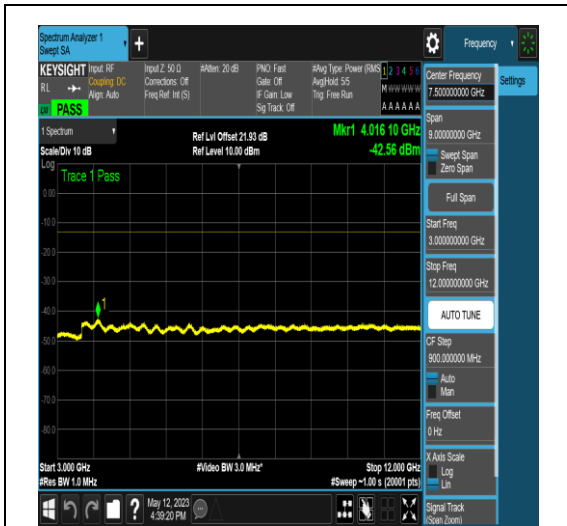 Spectrum Analyzer 1
Swept SA
+
Frequency
KEYSIGHT
RL
PASS
Input: RF
Coupling: DC
Align: Auto
Input Z: 50 Ω
Corrections: Off
Freq Ref: Int (S)
#Atten: 20 dB
PNO: Fast
Gate: Off
IF Gain: Low
Sig Track: Off
#Avg Type: Power (RMS
Avg|Hold: 5/5
Trig: Free Run
1 2 3 4 5 6
M W W W W W
A A A A A A
Settings
Center Frequency
7.500000000 GHz
Span
9.00000000 GHz
Swept Span
Zero Span
Full Span
Start Freq
3.000000000 GHz
Stop Freq
12.000000000 GHz
AUTO TUNE
CF Step
900.000000 MHz
Auto
Man
Freq Offset
0 Hz
X Axis Scale
Log
Lin
Signal Track
(Span Zoom)
1 Spectrum
Scale/Div 10 dB
Ref Lvl Offset 21.93 dB
Ref Level 10.00 dBm
Mkr1 4.016 10 GHz
-42.56 dBm
Log
Trace 1 Pass
0.00
-10.0
-20.0
-30.0
-40.0
-50.0
-60.0
-70.0
-80.0
1
Start 3.000 GHz
#Res BW 1.0 MHz
#Video BW 3.0 MHz*
Stop 12.000 GHz
#Sweep ~1.00 s (20001 pts)
?
May 12, 2023
4:39:20 PM